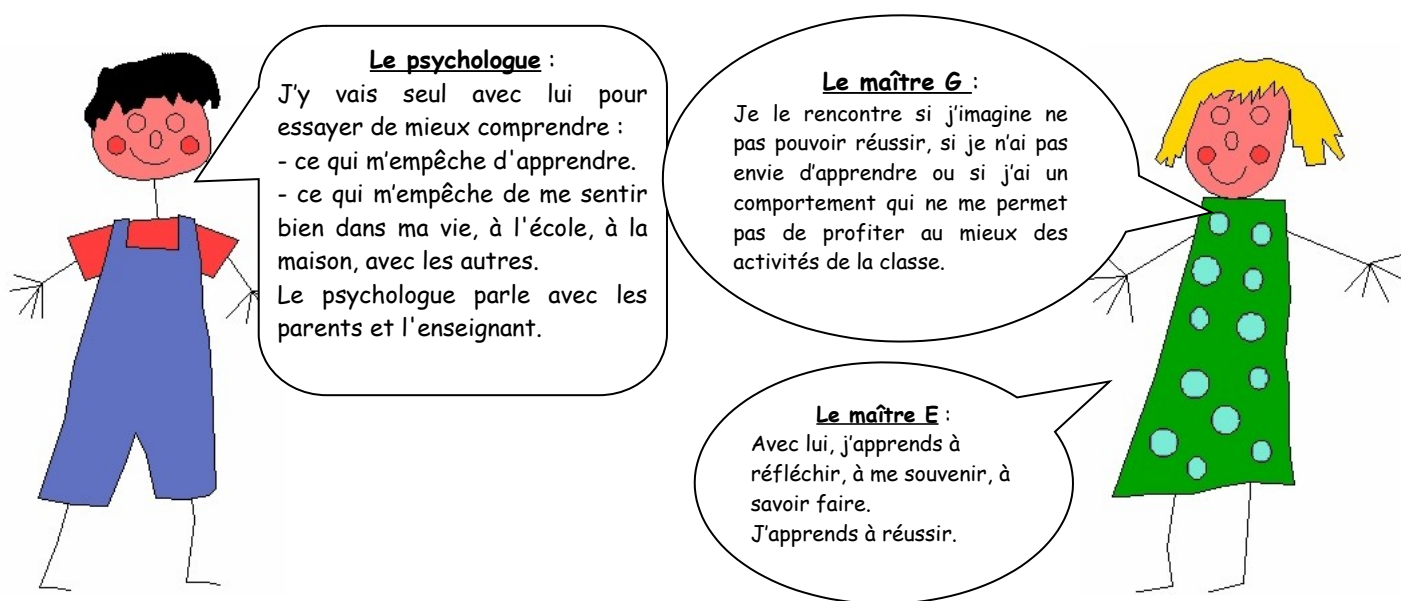 Le psychologue :
J'y vais seul avec lui pour
essayer de mieux comprendre :
- ce qui m'empêche d'apprendre.
- ce qui m'empêche de me sentir
bien dans ma vie, à l'école, à la
maison, avec les autres.
Le psychologue parle avec les
parents et l'enseignant.
Le maître G :
Je le rencontre si j'imagine ne
pas pouvoir réussir, si je n'ai pas
envie d'apprendre ou si j'ai un
comportement qui ne me permet
pas de profiter au mieux des
activités de la classe.
Le maître E :
Avec lui, j'apprends à
réfléchir, à me souvenir, à
savoir faire.
J'apprends à réussir.